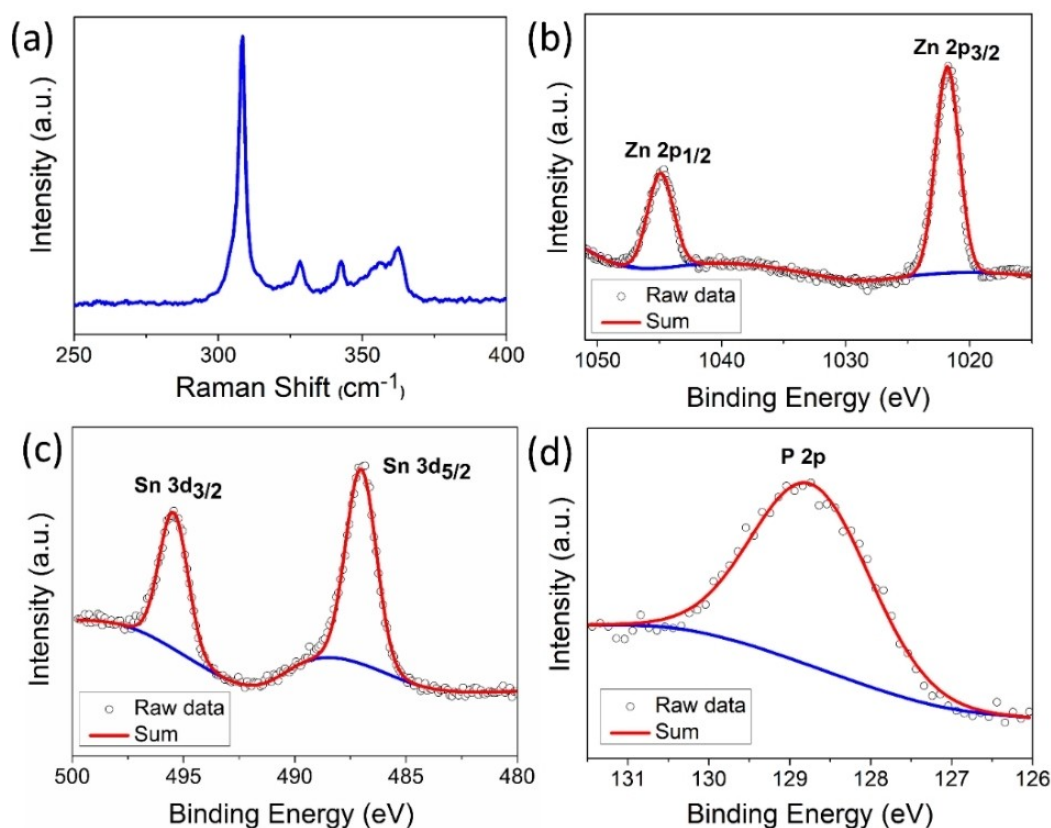 (a)
Intensity (a.u.)
250 300 350 400
Raman Shift (cm-1)
(b)
Zn 2p3/2
Zn 2p1/2
Intensity (a.u.)
Raw data
Sum
1050 1040 1030 1020
Binding Energy (eV)
(c)
Sn 3d5/2
Sn 3d3/2
Intensity (a.u.)
Raw data
Sum
500 495 490 485 480
Binding Energy (eV)
(d)
P 2p
Intensity (a.u.)
Raw data
Sum
131 130 129 128 127 126
Binding Energy (eV)